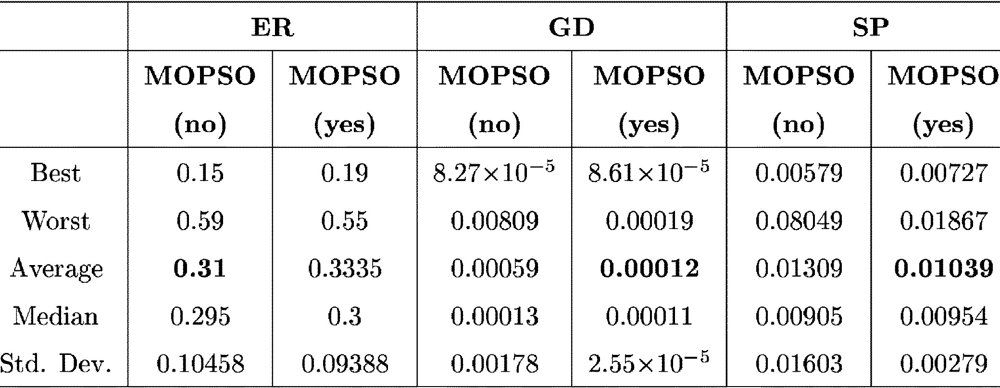 ER GD SP
MOPSO MOPSO MOPSO MOPSO MOPSO MOPSO
(no) (yes) (no) (yes) (no) (yes)
Best 0.15 0.19 8.27×10⁻⁵ 8.61×10⁻⁵ 0.00579 0.00727
Worst 0.59 0.55 0.00809 0.00019 0.08049 0.01867
Average 0.31 0.3335 0.00059 0.00012 0.01309 0.01039
Median 0.295 0.3 0.00013 0.00011 0.00905 0.00954
Std. Dev. 0.10458 0.09388 0.00178 2.55×10⁻⁵ 0.01603 0.00279